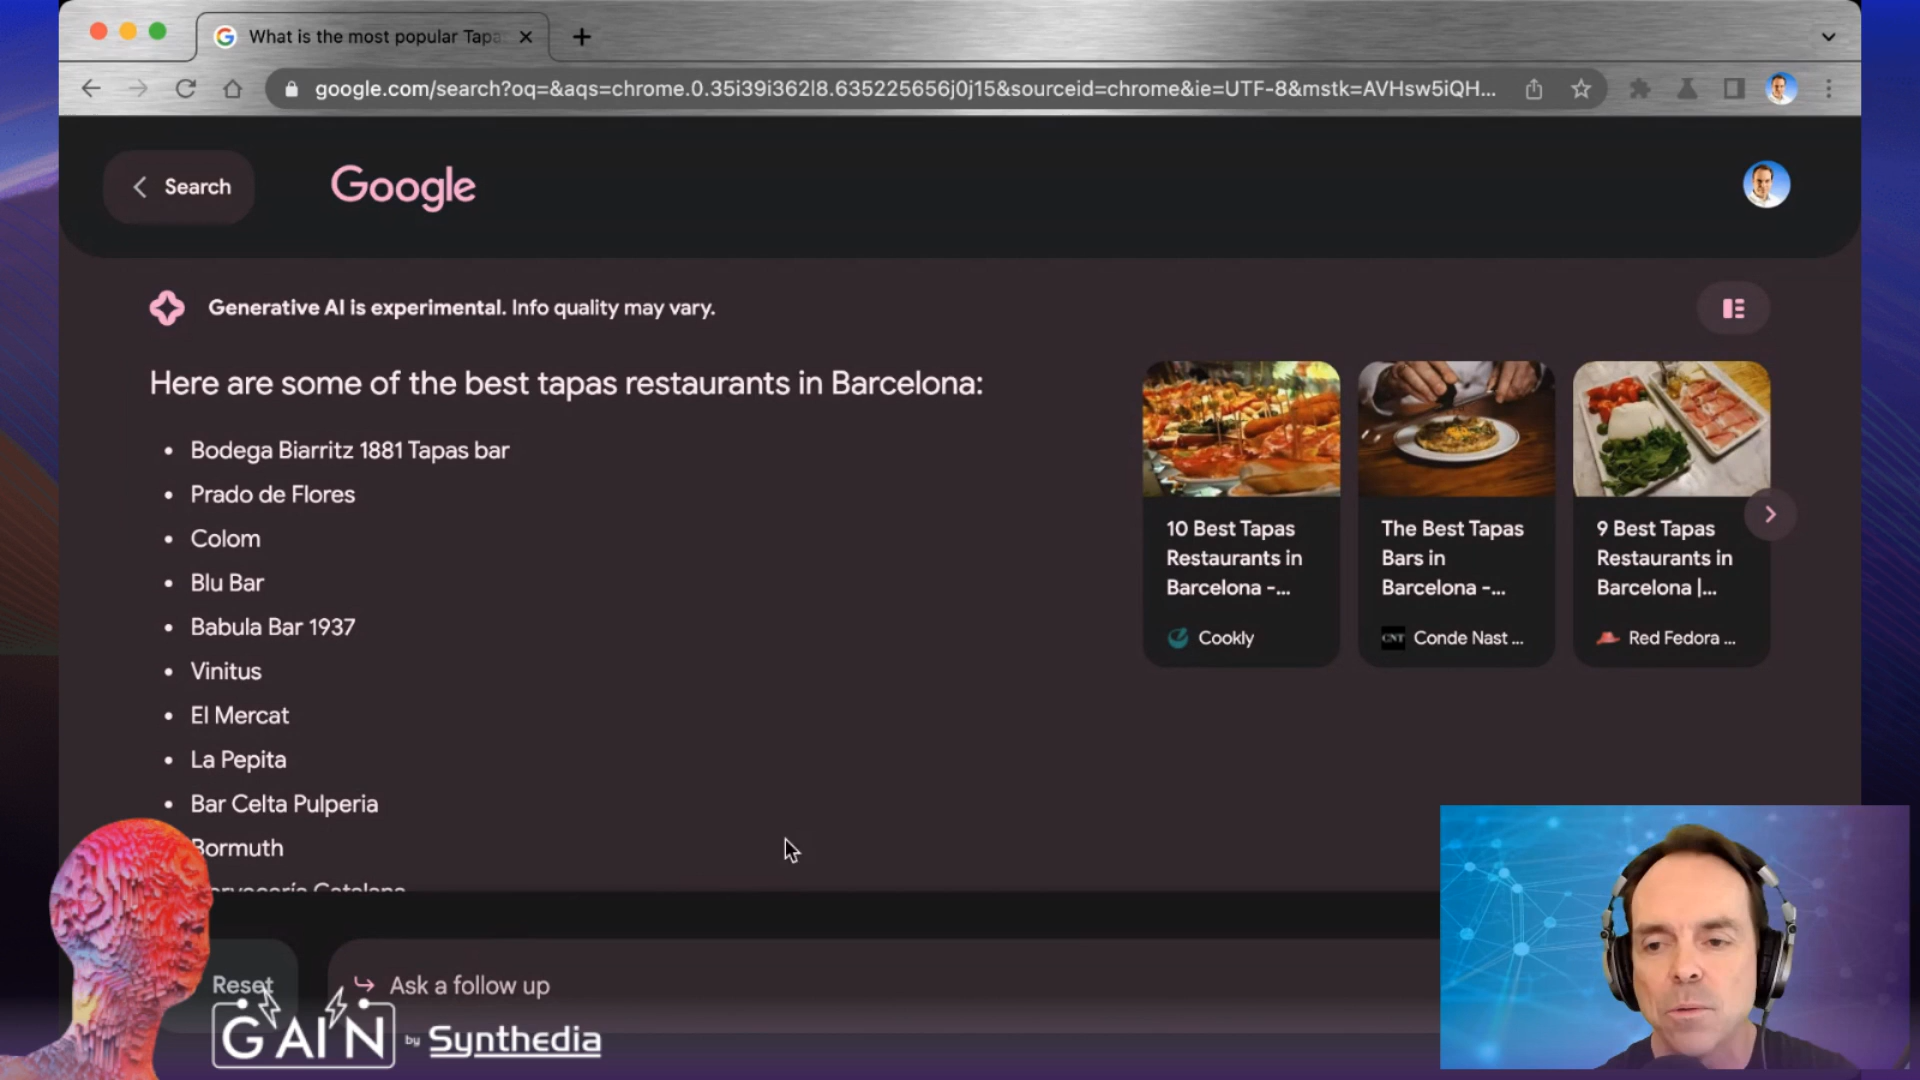 What is the most popular Tapa
google.com/search?oq=&aqs=chrome.0.35i39i362l8.635225656j0j15&sourceid=chrome&ie=UTF-8&mstk=AVHsw5iQH...
Search
Google
Generative AI is experimental. Info quality may vary.
Here are some of the best tapas restaurants in Barcelona:
• Bodega Biarritz 1881 Tapas bar
• Prado de Flores
• Colom
• Blu Bar
• Babula Bar 1937
• Vinitus
• El Mercat
• La Pepita
• Bar Celta Pulperia
Bormuth
10 Best Tapas
Restaurants in
Barcelona -...
Cookly
The Best Tapas
Bars in
Barcelona -...
CNT Conde Nast ...
9 Best Tapas
Restaurants in
Barcelona |...
Red Fedora ...
Reset
Ask a follow up
GAIN by Synthedia